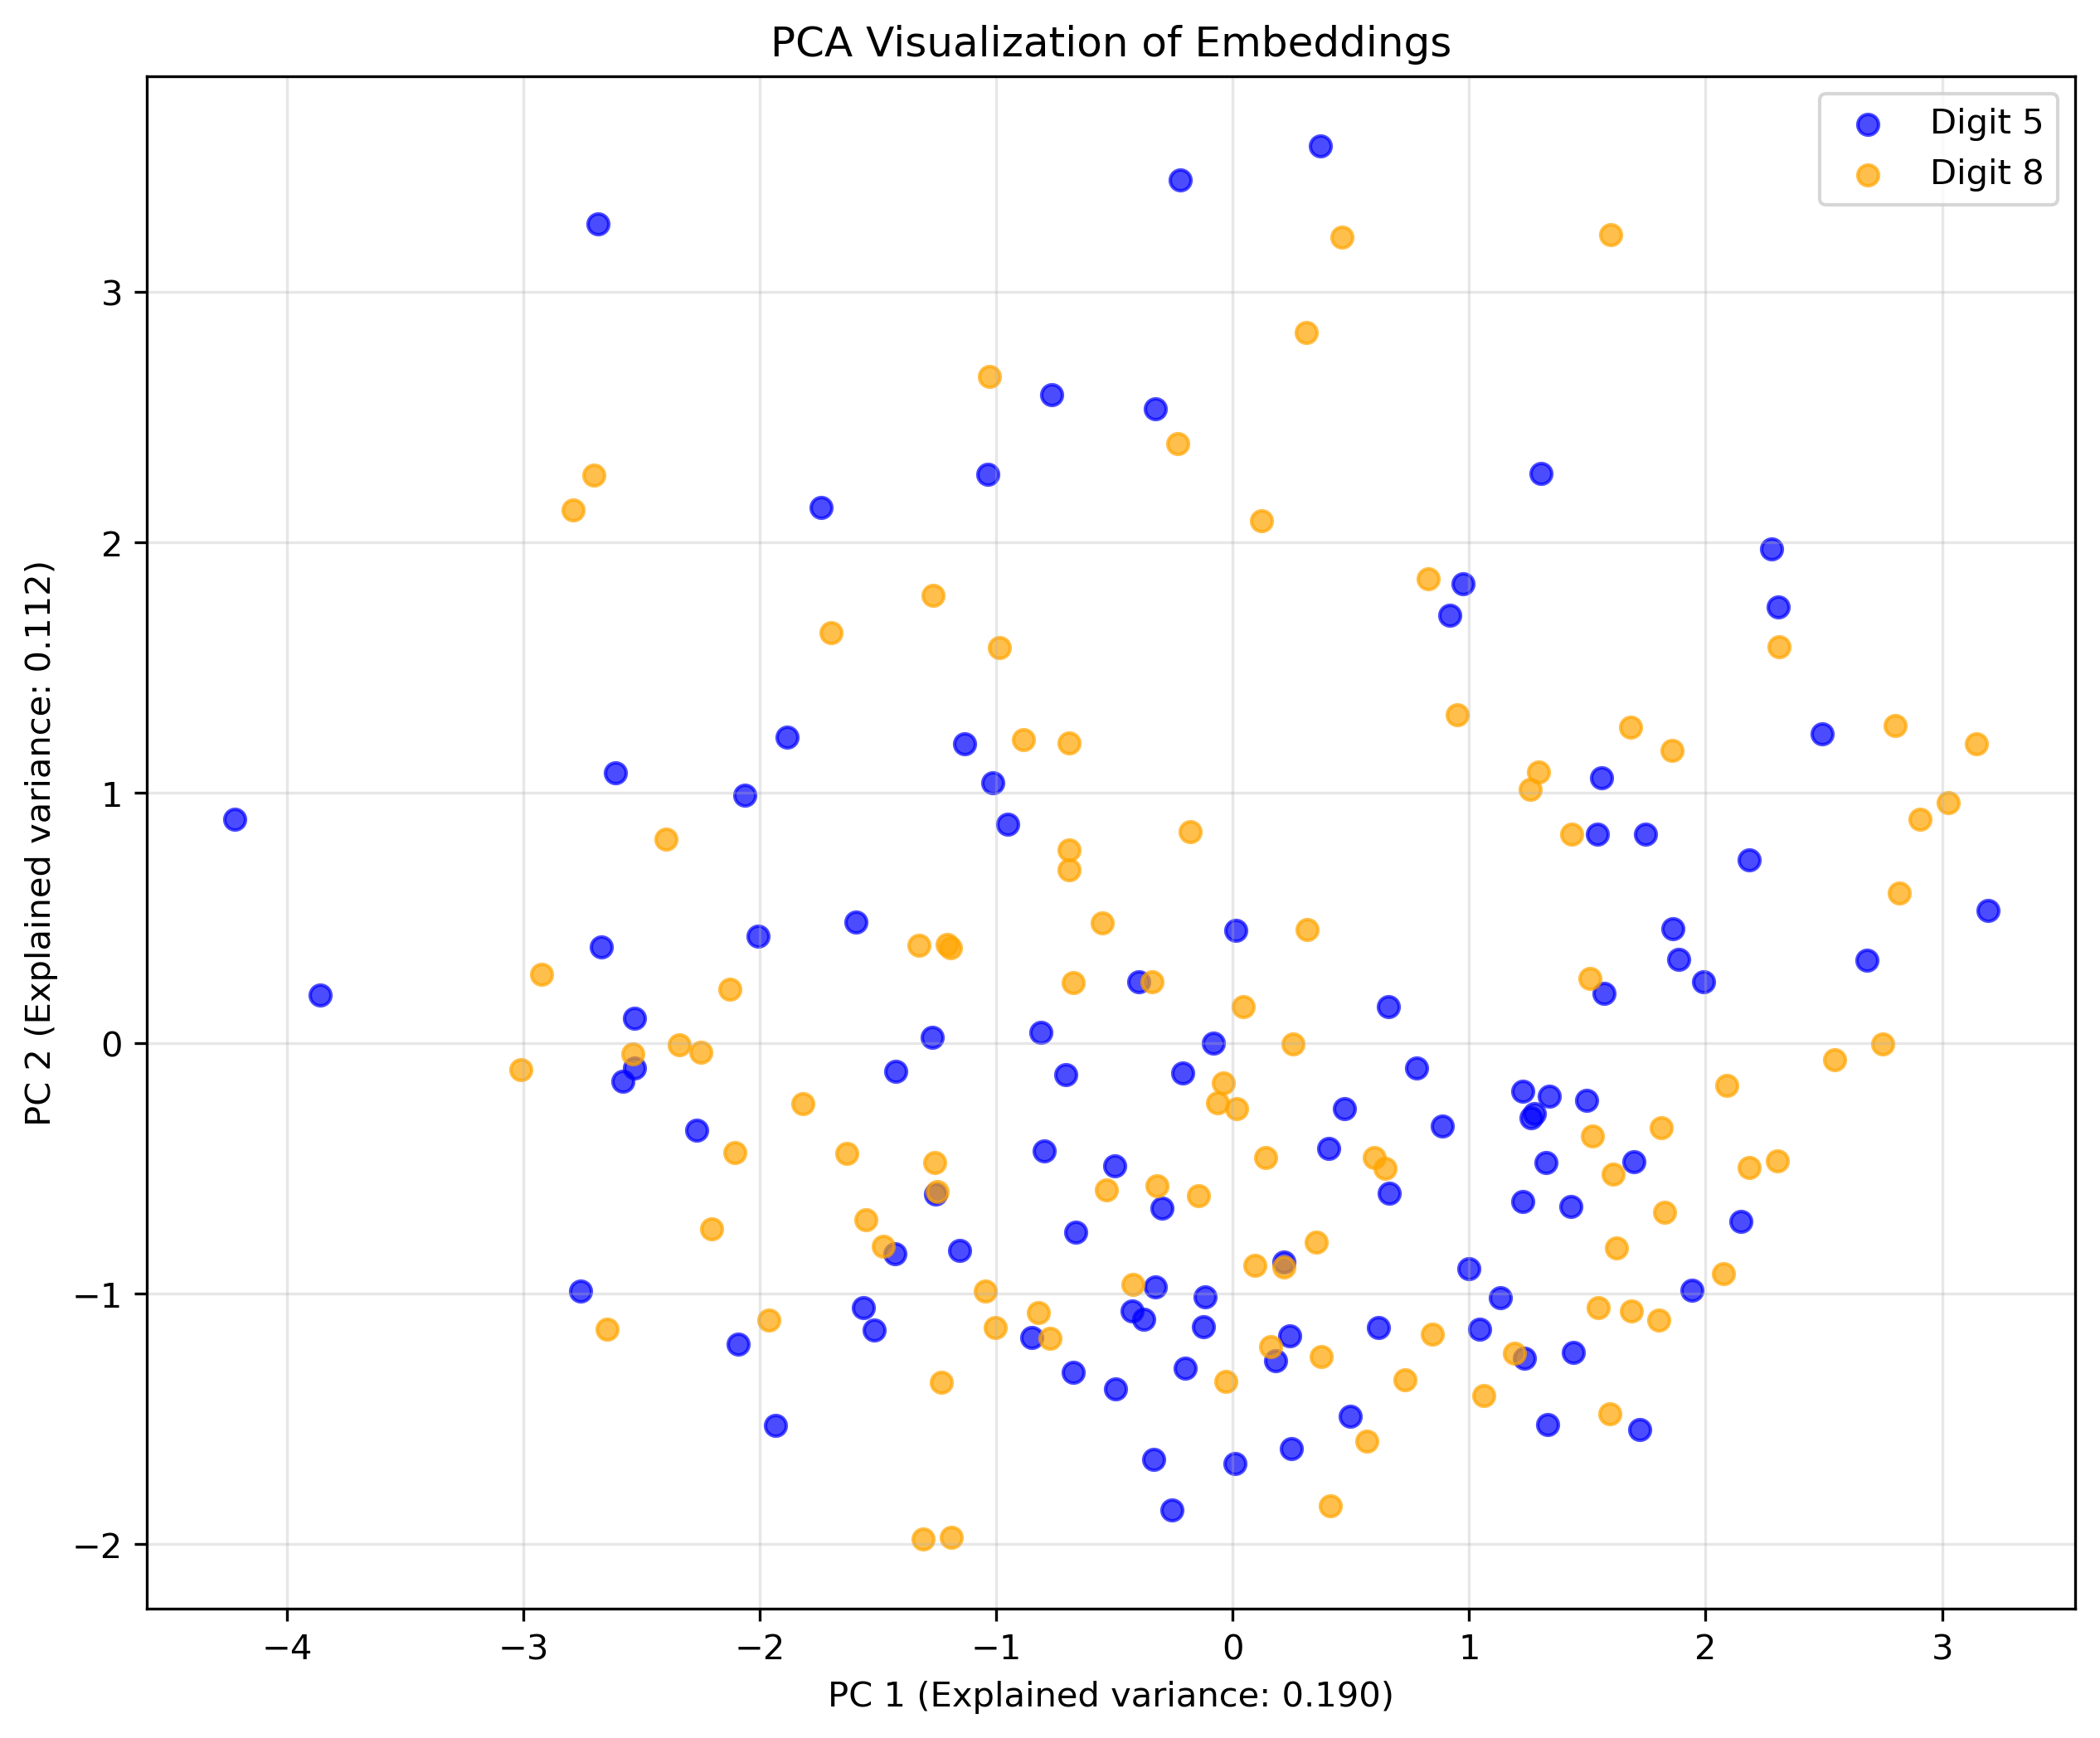 PCA Visualization of Embeddings
Digit 5
Digit 8
3
2
1
0
−1
−2
PC 2 (Explained variance: 0.112)
−4
−3
−2
−1
0
1
2
3
PC 1 (Explained variance: 0.190)